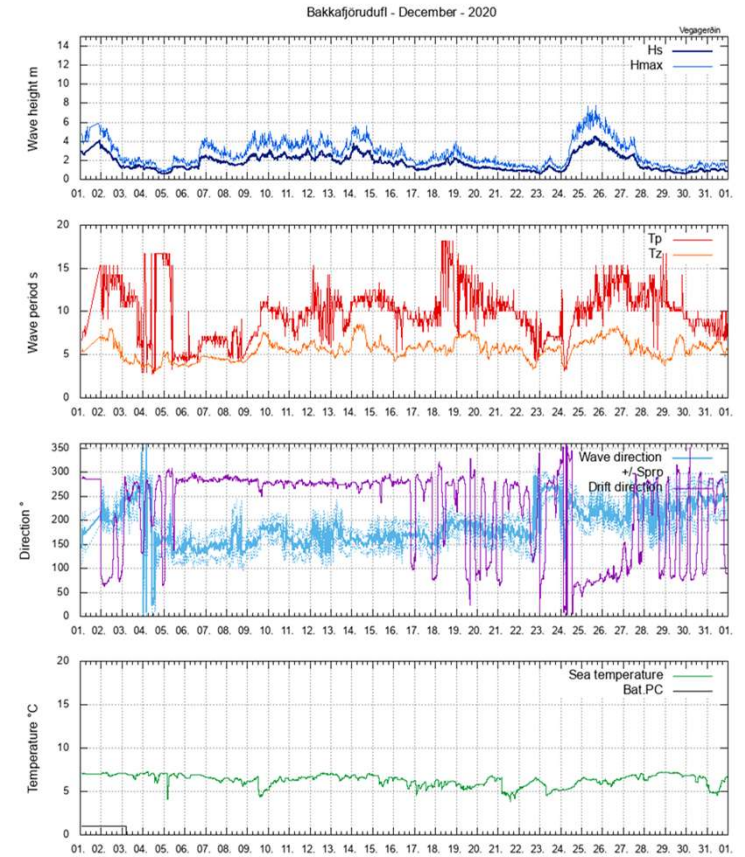 Bakkafjörudufl - December - 2020
Vegagerðin
Wave height m
14
12
10
8
6
4
2
0
Hs
Hmax
01. 02. 03. 04. 05. 06. 07. 08. 09. 10. 11. 12. 13. 14. 15. 16. 17. 18. 19. 20. 21. 22. 23. 24. 25. 26. 27. 28. 29. 30. 31. 01.
Wave period s
20
15
10
5
0
Tp
Tz
01. 02. 03. 04. 05. 06. 07. 08. 09. 10. 11. 12. 13. 14. 15. 16. 17. 18. 19. 20. 21. 22. 23. 24. 25. 26. 27. 28. 29. 30. 31. 01.
Direction °
350
300
250
200
150
100
50
0
Wave direction
+/- Sprp
Drift direction
01. 02. 03. 04. 05. 06. 07. 08. 09. 10. 11. 12. 13. 14. 15. 16. 17. 18. 19. 20. 21. 22. 23. 24. 25. 26. 27. 28. 29. 30. 31. 01.
Temperature °C
20
15
10
5
0
Sea temperature
Bat.PC
01. 02. 03. 04. 05. 06. 07. 08. 09. 10. 11. 12. 13. 14. 15. 16. 17. 18. 19. 20. 21. 22. 23. 24. 25. 26. 27. 28. 29. 30. 31. 01.